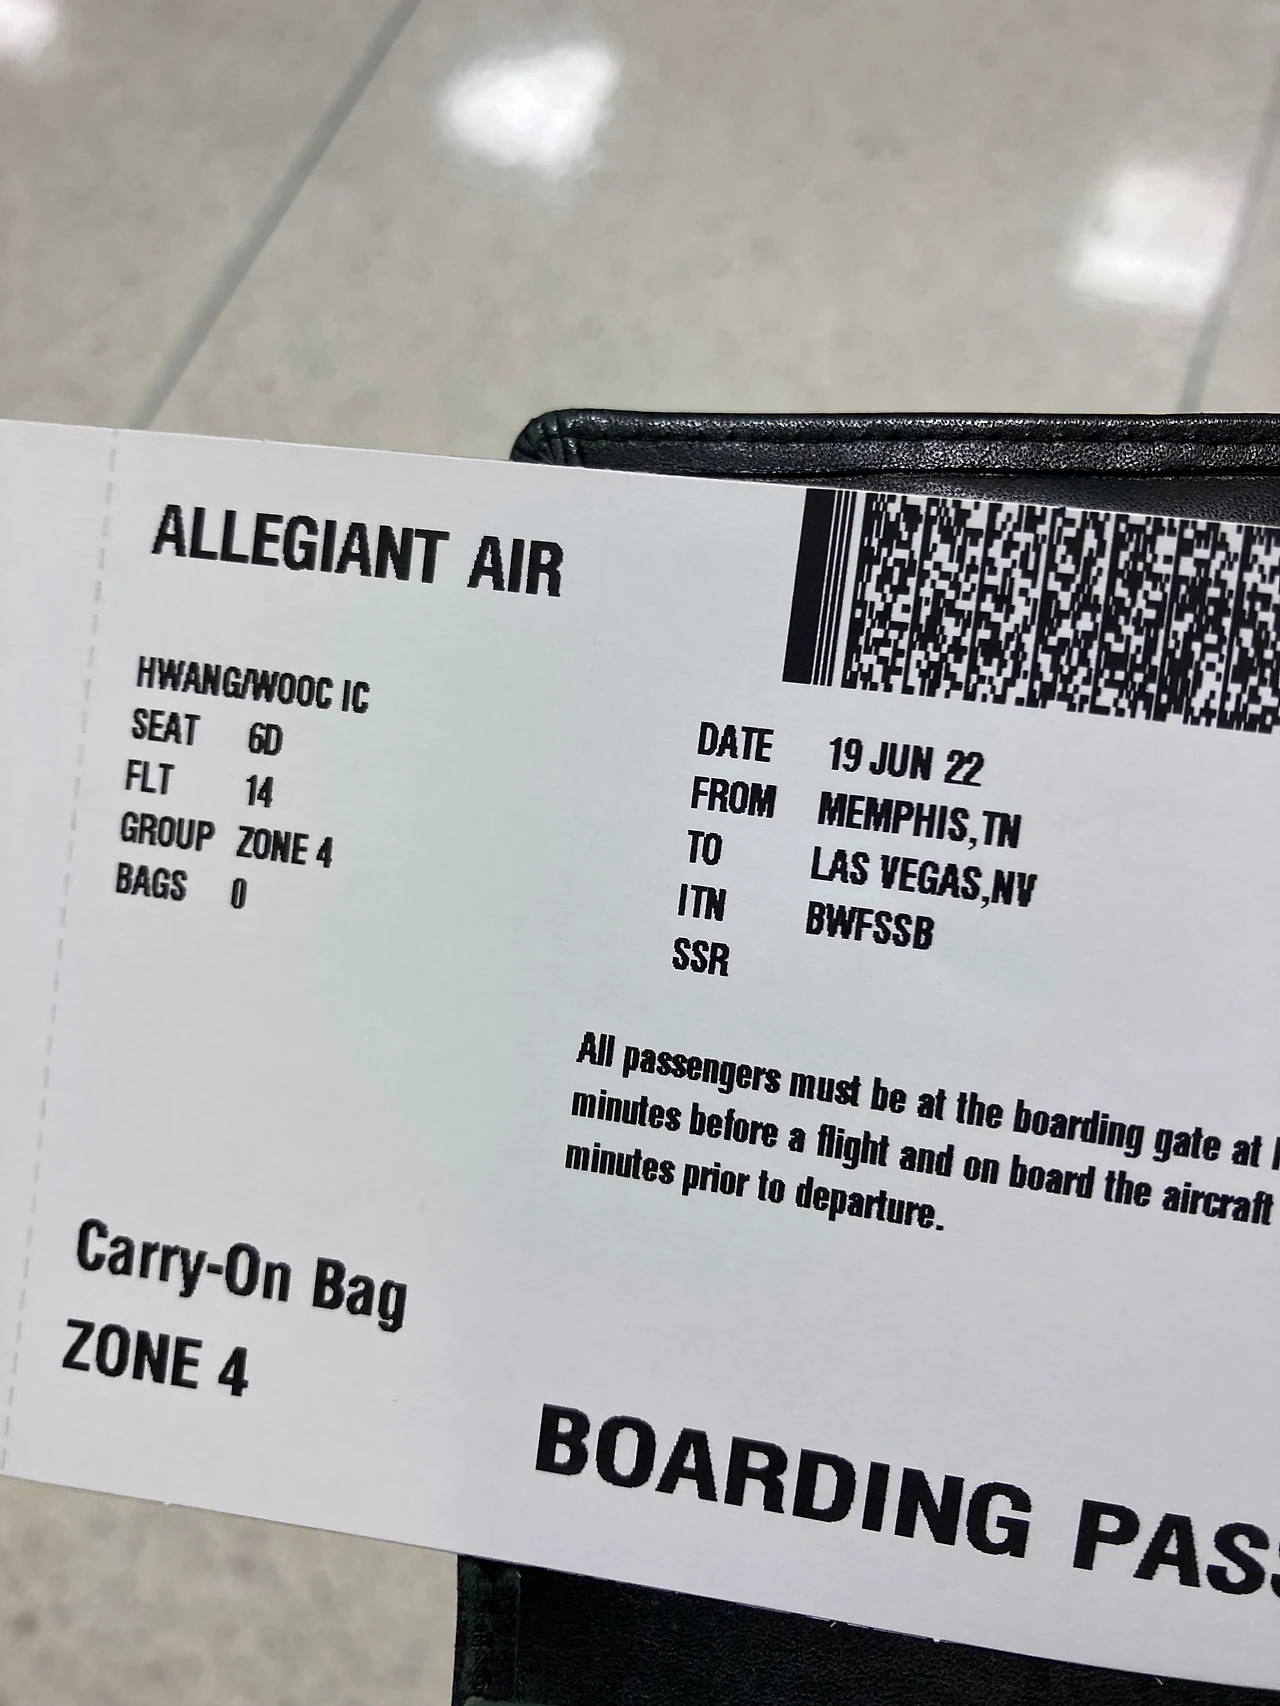 ALLEGIANT AIR
HWANG/WOOC IC
SEAT 6D
FLT 14
GROUP ZONE 4
BAGS 0
Carry-On Bag
ZONE 4
DATE 19 JUN 22
FROM MEMPHIS,TN
TO LAS VEGAS,NV
ITN BWFSSB
SSR
All passengers must be at the boarding gate at
minutes before a flight and on board the aircraft
minutes prior to departure.
BOARDING PASS